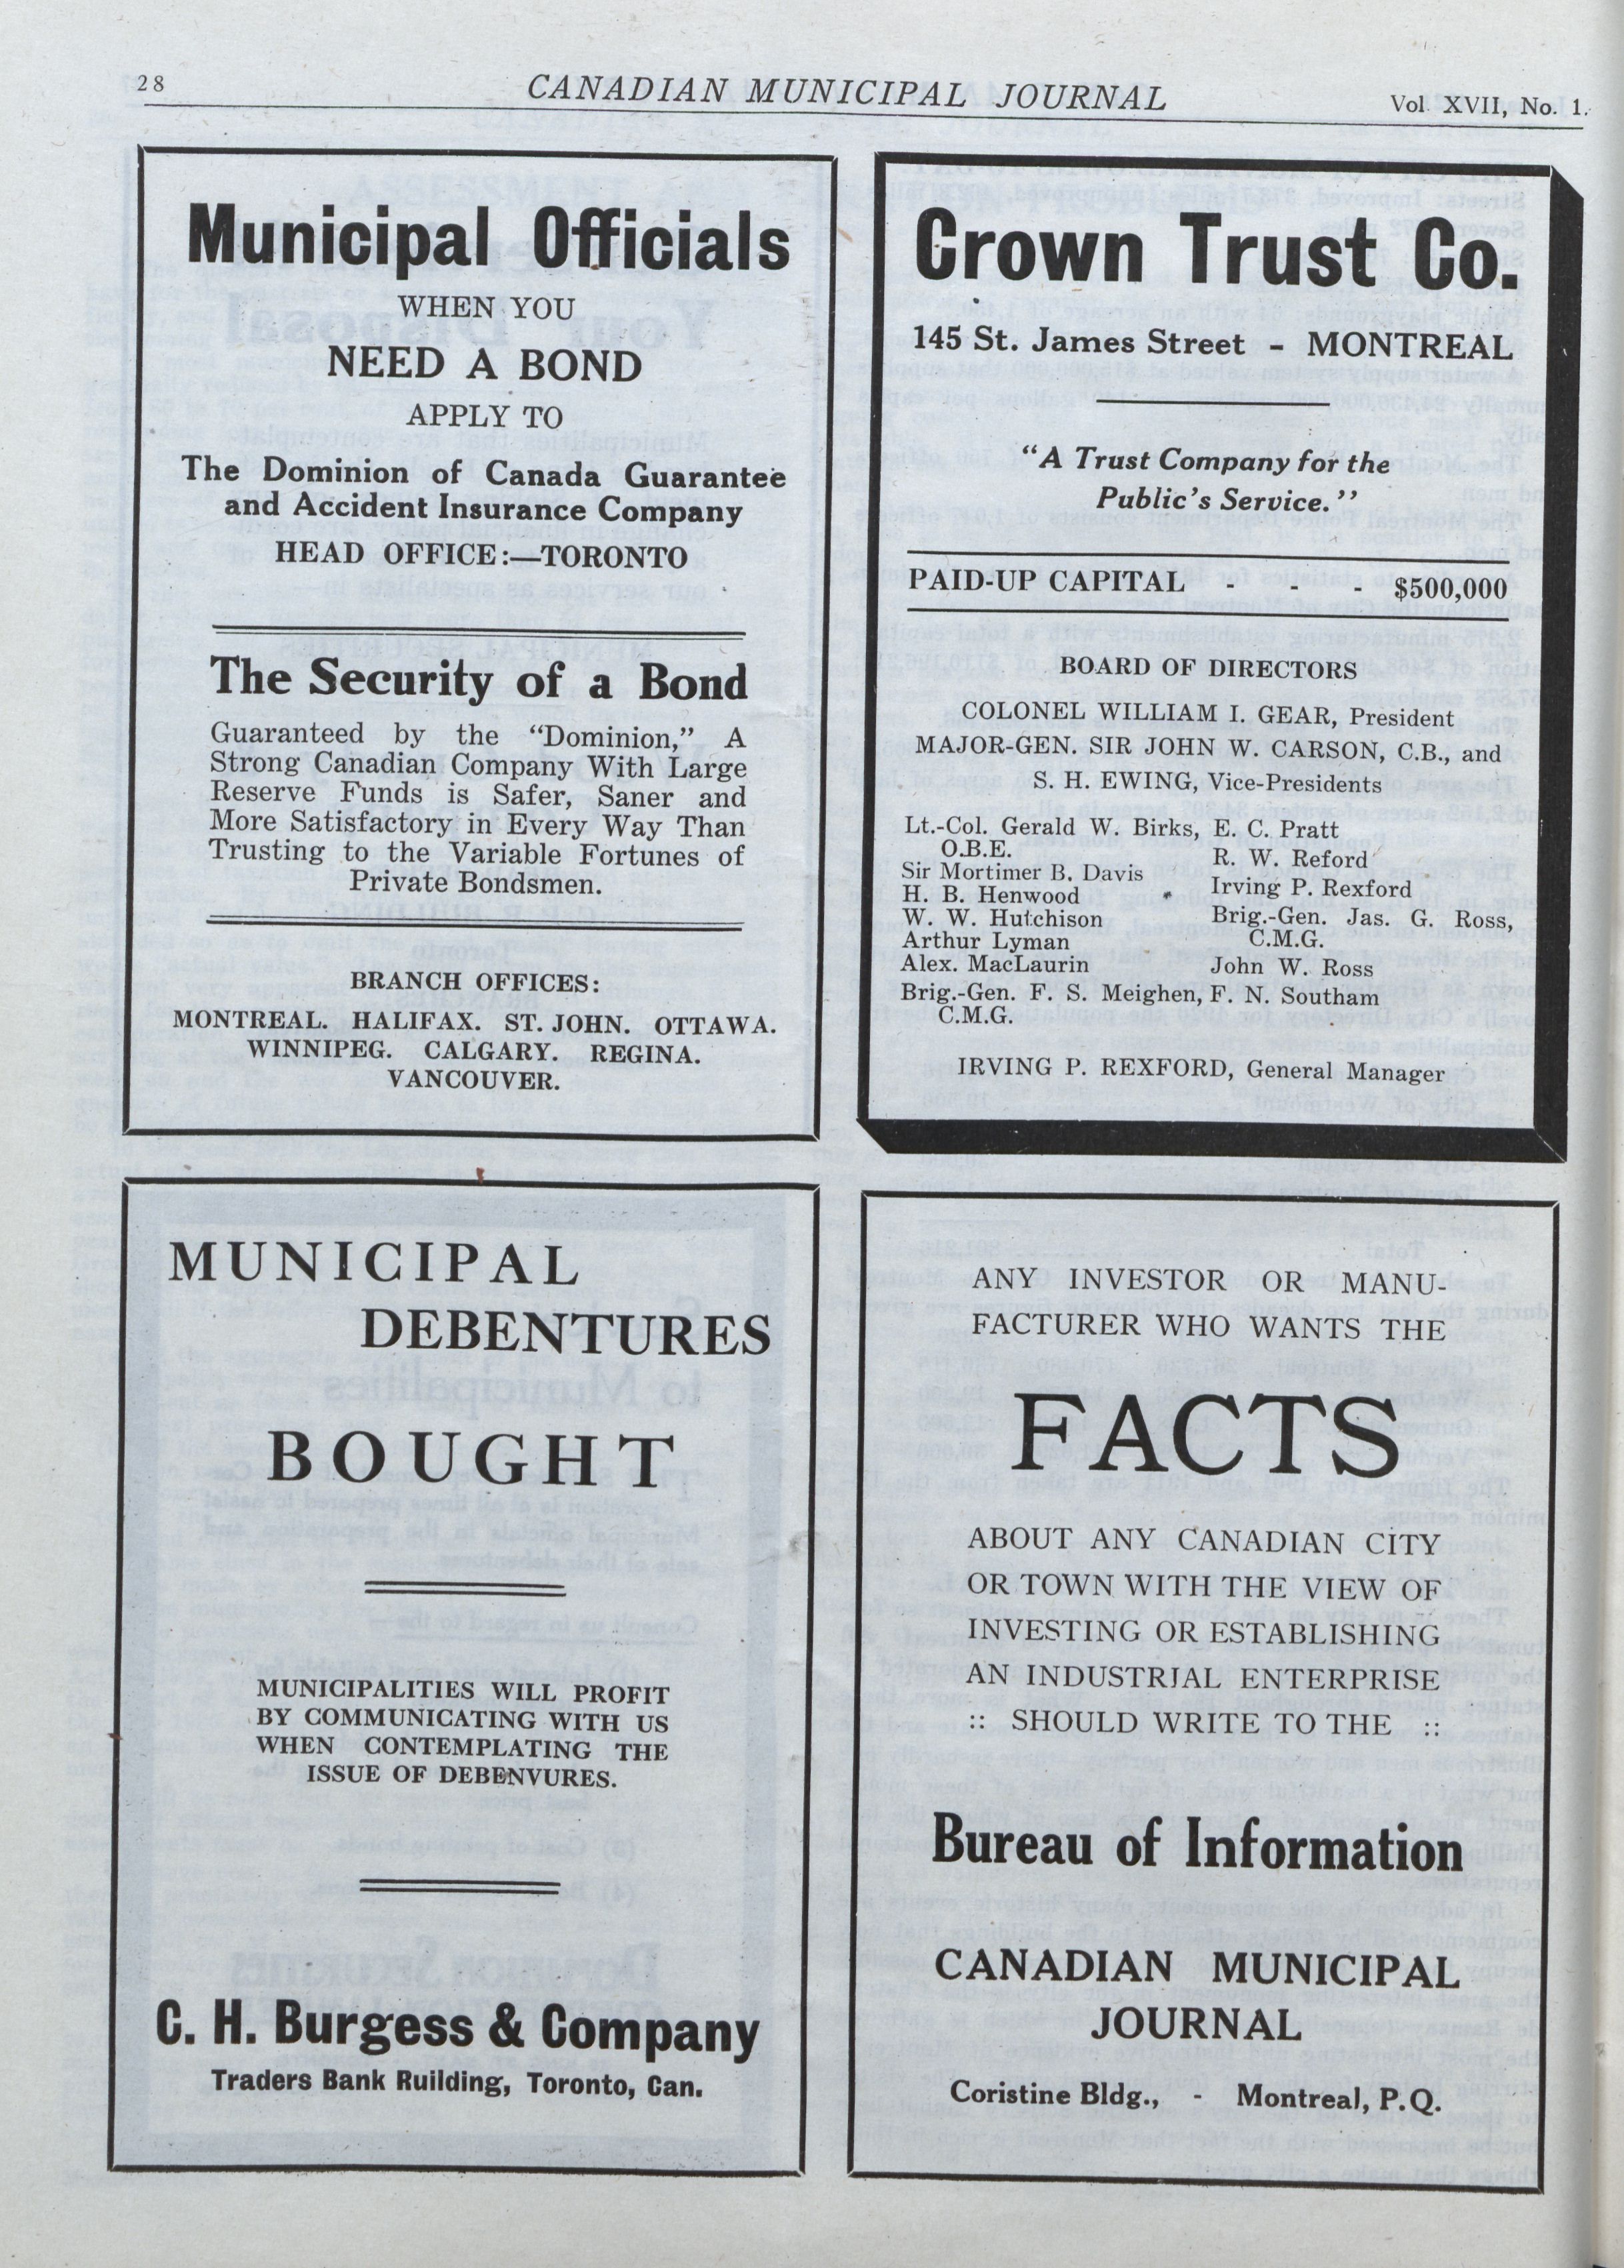 28
CANADIAN MUNICIPAL JOURNAL
Vol. XVII, No. 1.
Municipal Officials
WHEN YOU
NEED A BOND
APPLY TO
The Dominion of Canada Guarantee
and Accident Insurance Company
HEAD OFFICE:—TORONTO
The Security of a Bond
Guaranteed by the “Dominion,” A
Strong Canadian Company With Large
Reserve Funds is Safer, Saner and
More Satisfactory in Every Way Than
Trusting to the Variable Fortunes of
Private Bondsmen.
BRANCH OFFICES:
MONTREAL. HALIFAX. ST. JOHN. OTTAWA.
WINNIPEG. CALGARY. REGINA.
VANCOUVER.
Crown Trust Co.
145 St. James Street - MONTREAL
“A Trust Company for the
Public’s Service.”
PAID-UP CAPITAL - - - $500,000
BOARD OF DIRECTORS
COLONEL WILLIAM I. GEAR, President
MAJOR-GEN. SIR JOHN W. CARSON, C.B., and
S. H. EWING, Vice-Presidents
Lt.-Col. Gerald W. Birks,
O.B.E.
Sir Mortimer B. Davis
H. B. Henwood
W. W. Hutchison
Arthur Lyman
Alex. MacLaurin
Brig.-Gen. F. S. Meighen,
C.M.G.
E. C. Pratt
R. W. Reford
Irving P. Rexford
Brig.-Gen. Jas. G. Ross,
C.M.G.
John W. Ross
F. N. Southam
IRVING P. REXFORD, General Manager
MUNICIPAL
DEBENTURES
BOUGHT
MUNICIPALITIES WILL PROFIT
BY COMMUNICATING WITH US
WHEN CONTEMPLATING THE
ISSUE OF DEBENVURES.
C. H. Burgess & Company
Traders Bank Ruilding, Toronto, Can.
ANY INVESTOR OR MANU-
FACTURER WHO WANTS THE
FACTS
ABOUT ANY CANADIAN CITY
OR TOWN WITH THE VIEW OF
INVESTING OR ESTABLISHING
AN INDUSTRIAL ENTERPRISE
:: SHOULD WRITE TO THE ::
Bureau of Information
CANADIAN MUNICIPAL
JOURNAL
Coristine Bldg., - Montreal, P.Q.